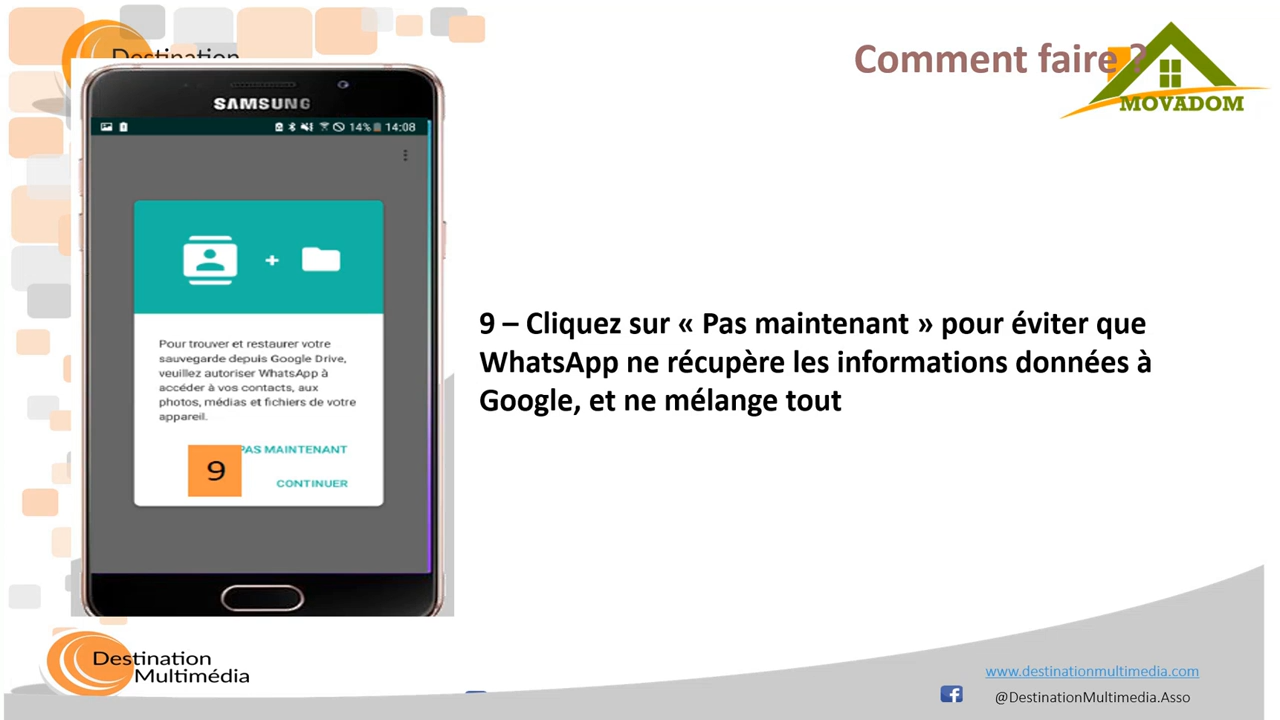 Destination
Comment faire ?
MOVADOM
SAMSUNG
14% 14:08
Pour trouver et restaurer votre
sauvegarde depuis Google Drive,
veuillez autoriser WhatsApp à
accéder à vos contacts, aux
photos, médias et fichiers de votre
appareil.
PAS MAINTENANT
9
CONTINUER
9 – Cliquez sur « Pas maintenant » pour éviter que
WhatsApp ne récupère les informations données à
Google, et ne mélange tout
Destination
Multimédia
www.destinationmultimedia.com
@DestinationMultimedia.Asso